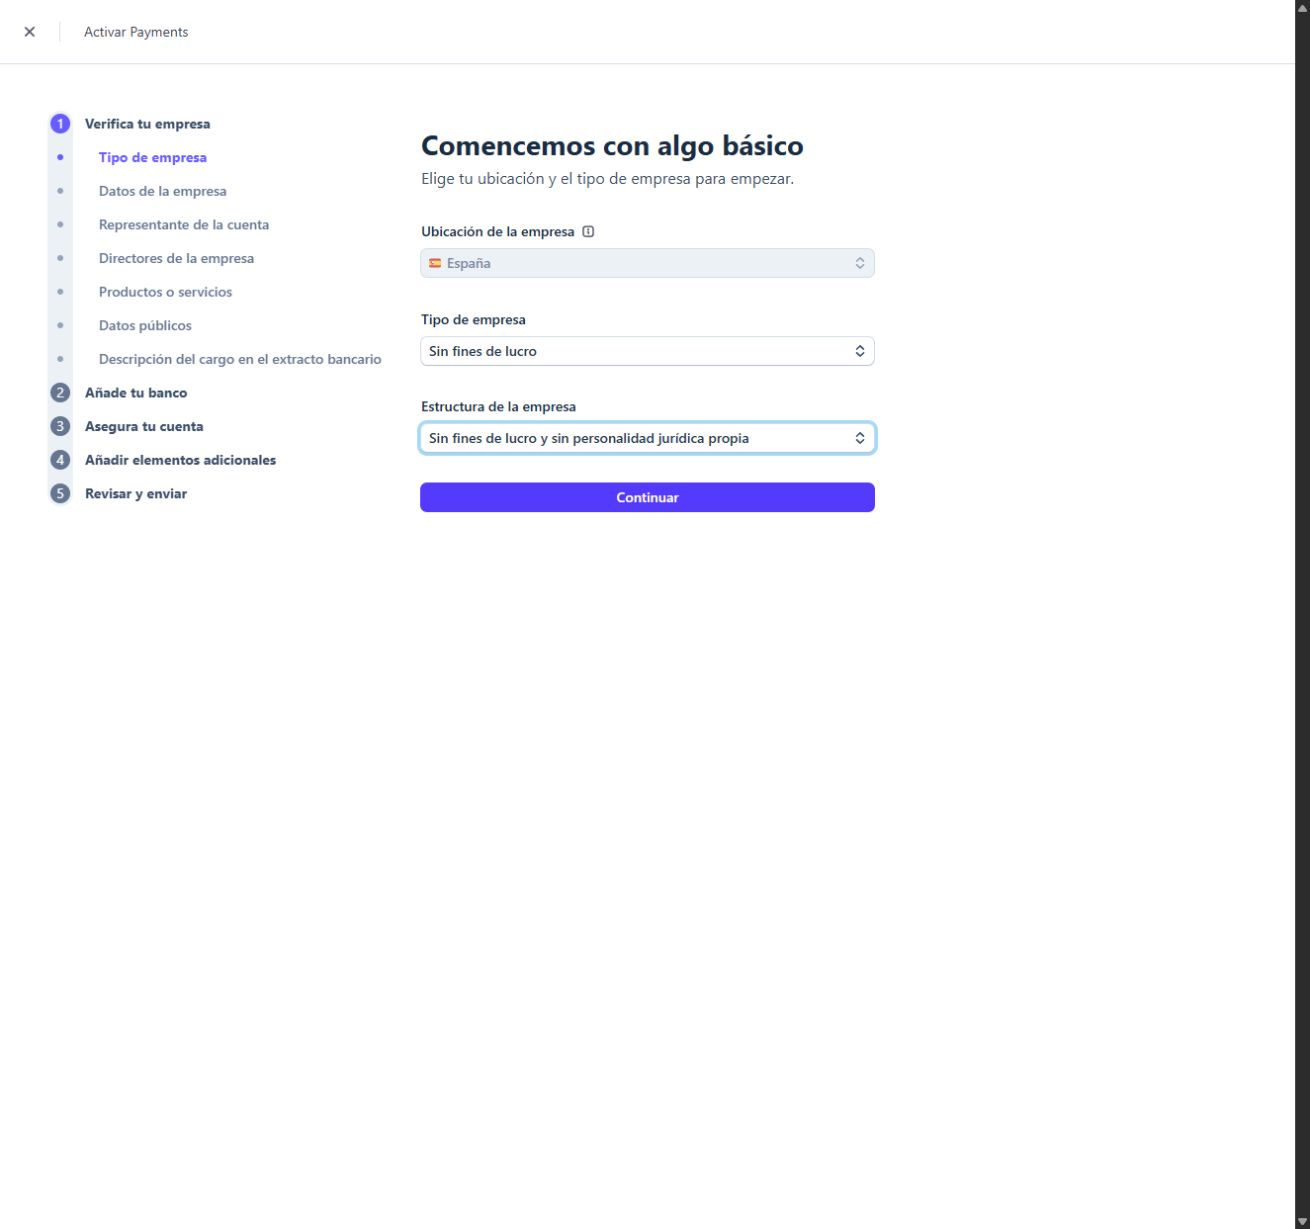 Activar Payments
1 Verifica tu empresa
Tipo de empresa
Datos de la empresa
Representante de la cuenta
Directores de la empresa
Productos o servicios
Datos públicos
Descripción del cargo en el extracto bancario
2 Añade tu banco
3 Asegura tu cuenta
4 Añadir elementos adicionales
5 Revisar y enviar
Comencemos con algo básico
Elige tu ubicación y el tipo de empresa para empezar.
Ubicación de la empresa
España
Tipo de empresa
Sin fines de lucro
Estructura de la empresa
Sin fines de lucro y sin personalidad jurídica propia
Continuar